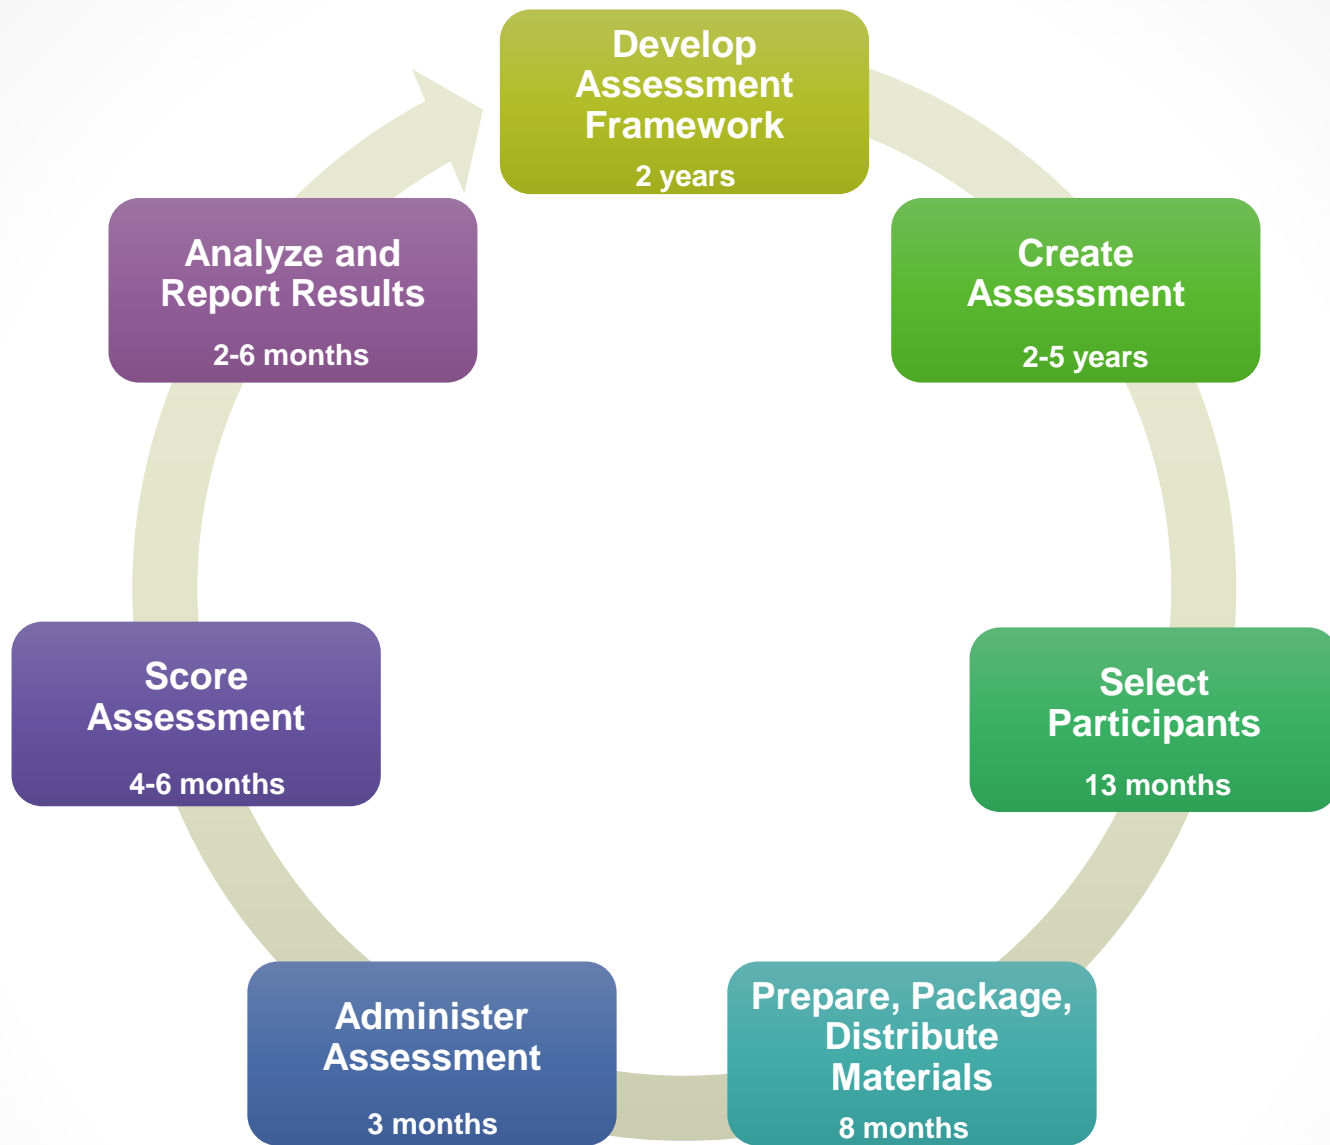 Develop
Assessment
Framework
2 years
Create
Assessment
2-5 years
Select
Participants
13 months
Prepare, Package,
Distribute
Materials
8 months
Administer
Assessment
3 months
Score
Assessment
4-6 months
Analyze and
Report Results
2-6 months